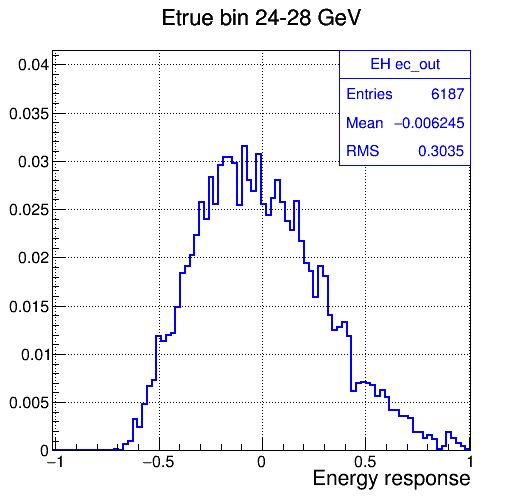 Etrue bin 24-28 GeV
EH ec_out
Entries 6187
Mean −0.006245
RMS 0.3035
0.04
0.035
0.03
0.025
0.02
0.015
0.01
0.005
0
−1 −0.5 0 0.5 1
Energy response